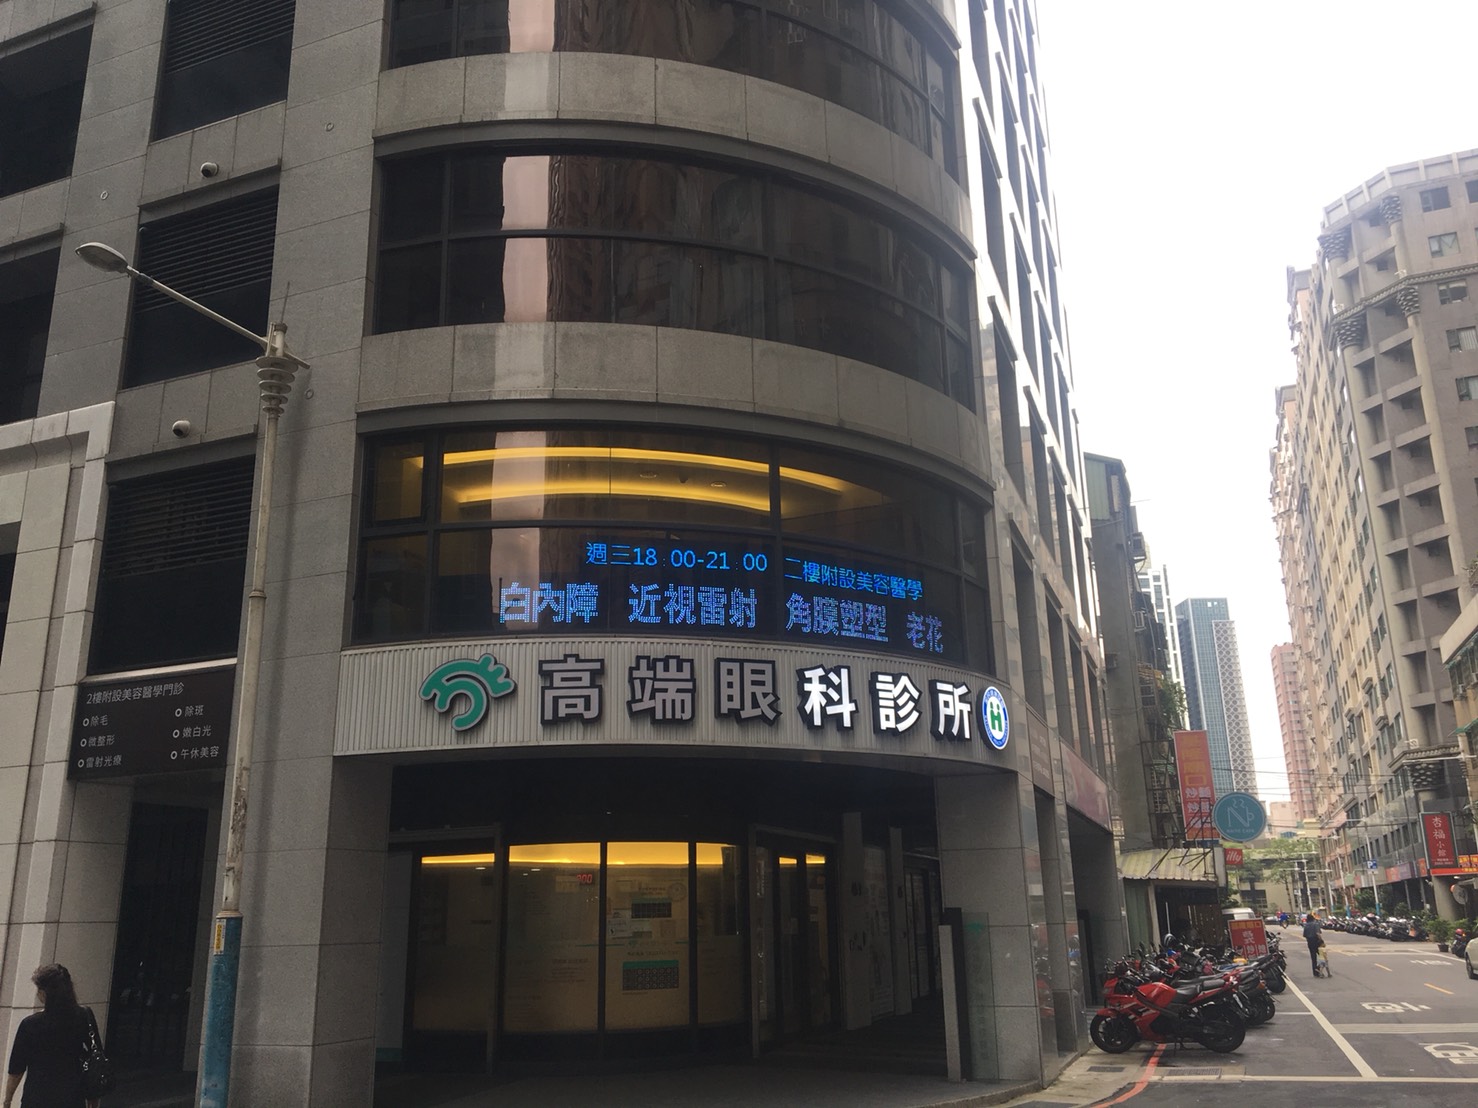 週三18:00-21:00 二樓附設美容醫學
白內障 近視雷射 角膜塑型 老花
高端眼科診所
H
2樓附設美容醫學門診
除毛 除斑
微整形 嫩白光
雷射光療 午休美容
illy
杏福
小館